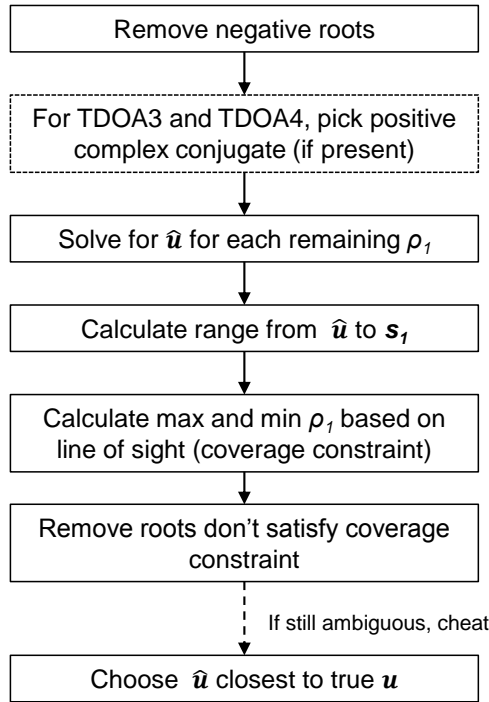 Remove negative roots
For TDOA3 and TDOA4, pick positive
complex conjugate (if present)
Solve for û for each remaining ρ₁
Calculate range from û to s₁
Calculate max and min ρ₁ based on
line of sight (coverage constraint)
Remove roots don't satisfy coverage
constraint
If still ambiguous, cheat
Choose û closest to true u